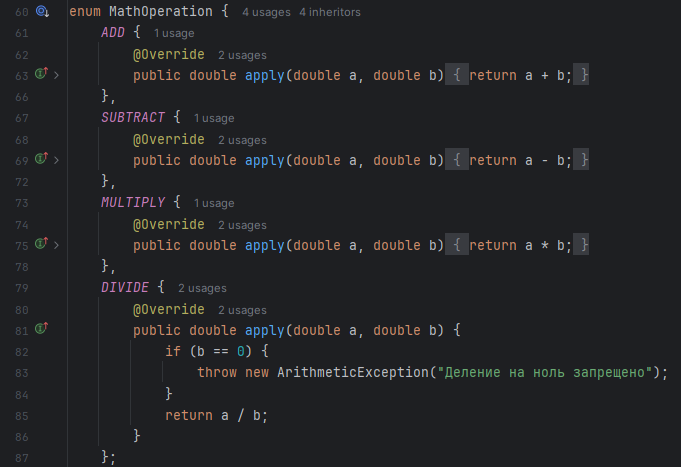 60 enum MathOperation { 4 usages 4 inheritors
61 ADD { 1 usage
62 @Override 2 usages
63 public double apply(double a, double b) { return a + b; }
66 },
67 SUBTRACT { 1 usage
68 @Override 2 usages
69 public double apply(double a, double b) { return a - b; }
72 },
73 MULTIPLY { 1 usage
74 @Override 2 usages
75 public double apply(double a, double b) { return a * b; }
78 },
79 DIVIDE { 2 usages
80 @Override 2 usages
81 public double apply(double a, double b) {
82 if (b == 0) {
83 throw new ArithmeticException("Деление на ноль запрещено");
84 }
85 return a / b;
86 }
87 };